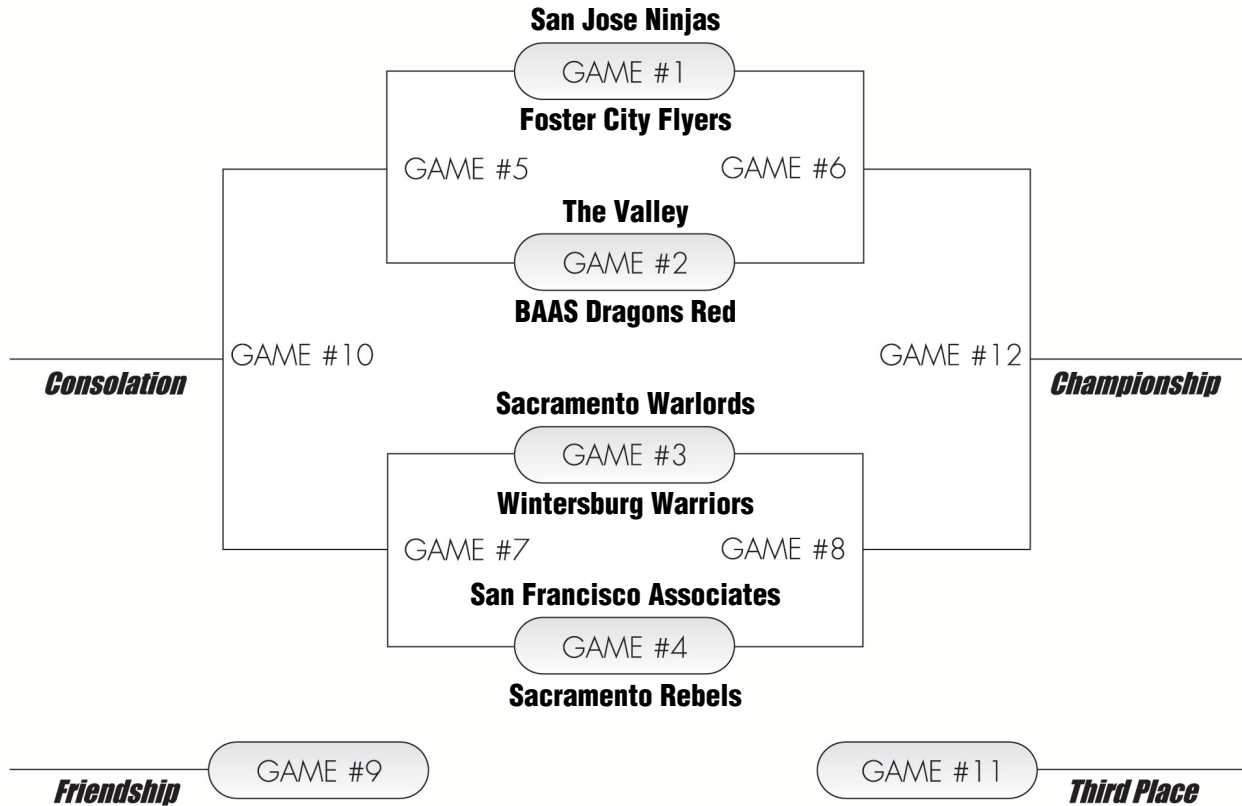 San Jose Ninjas
GAME #1
Foster City Flyers
GAME #5
GAME #6
The Valley
GAME #2
BAAS Dragons Red
GAME #10
GAME #12
Consolation
Championship
Sacramento Warlords
GAME #3
Wintersburg Warriors
GAME #7
GAME #8
San Francisco Associates
GAME #4
Sacramento Rebels
GAME #9
GAME #11
Friendship
Third Place